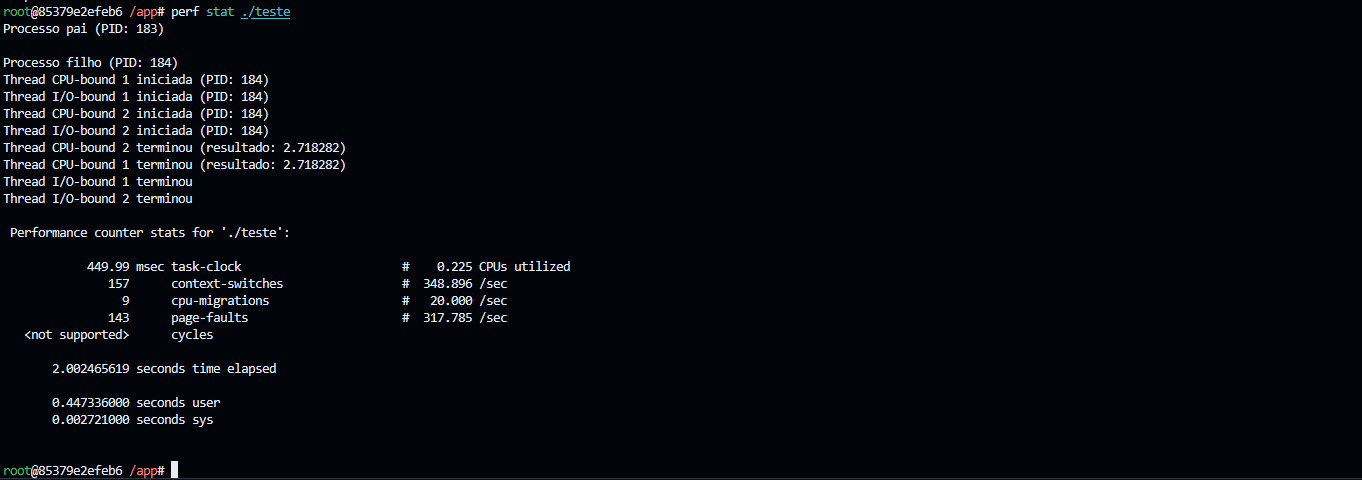 root@85379e2efeb6 /app# perf stat ./teste
Processo pai (PID: 183)
Processo filho (PID: 184)
Thread CPU-bound 1 iniciada (PID: 184)
Thread I/O-bound 1 iniciada (PID: 184)
Thread CPU-bound 2 iniciada (PID: 184)
Thread I/O-bound 2 iniciada (PID: 184)
Thread CPU-bound 2 terminou (resultado: 2.718282)
Thread CPU-bound 1 terminou (resultado: 2.718282)
Thread I/O-bound 1 terminou
Thread I/O-bound 2 terminou
Performance counter stats for './teste':
449.99 msec task-clock # 0.225 CPUs utilized
157 context-switches # 348.896 /sec
9 cpu-migrations # 20.000 /sec
143 page-faults # 317.785 /sec
<not supported> cycles
2.002465619 seconds time elapsed
0.447336000 seconds user
0.002721000 seconds sys
root@85379e2efeb6 /app#